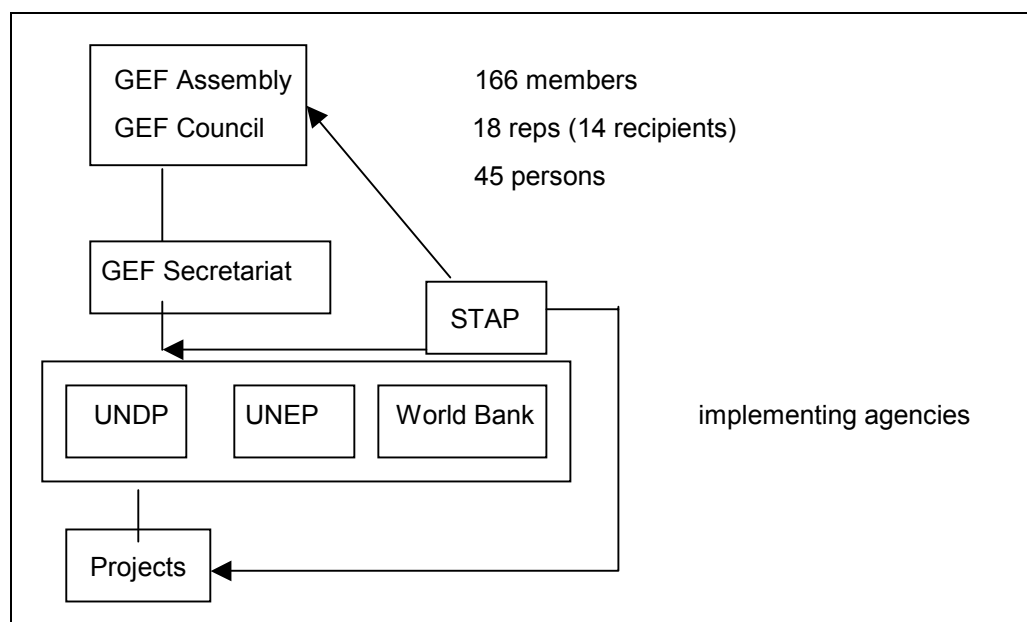 GEF Assembly 166 members
GEF Council 18 reps (14 recipients)
45 persons
GEF Secretariat
STAP
UNDP UNEP World Bank implementing agencies
Projects